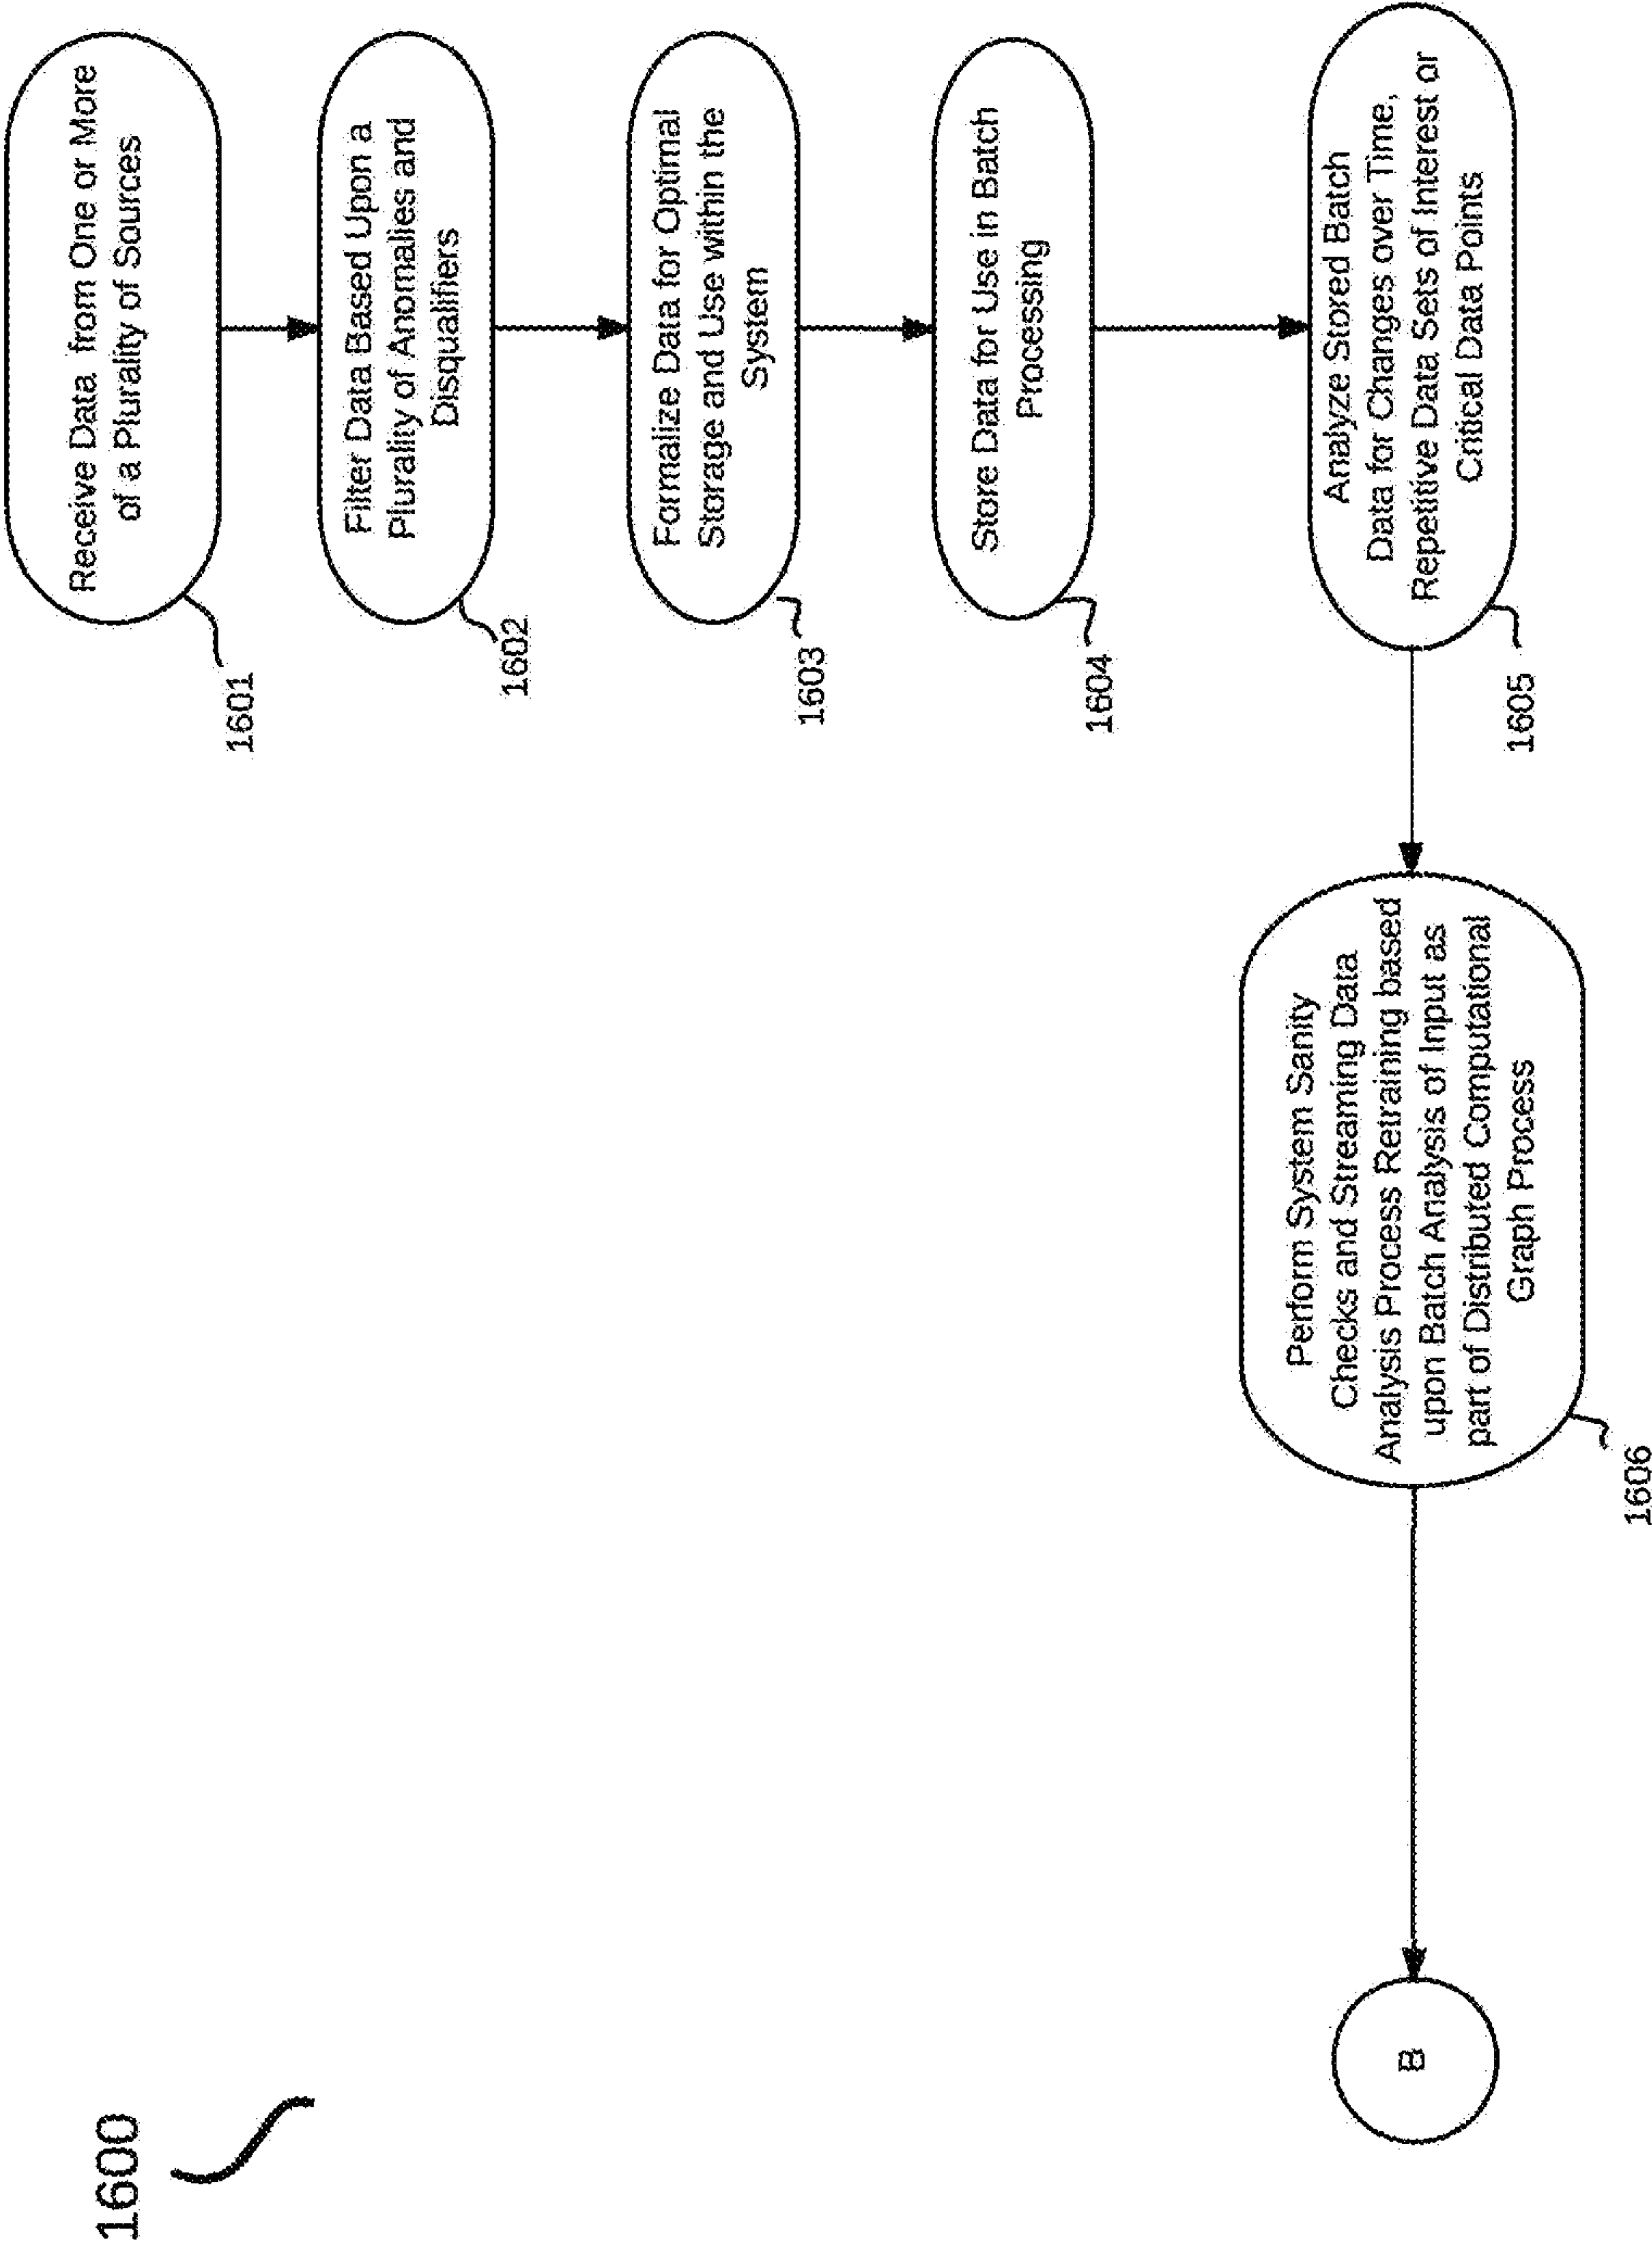 1600
Receive Data from One or More
of a Plurality of Sources
1601
Filter Data Based Upon a
Plurality of Anomalies and
Disqualifiers
1602
Formalize Data for Optimal
Storage and Use within the
System
1603
Store Data for Use in Batch
Processing
1604
Analyze Stored Batch
Data for Changes over Time,
Repetitive Data Sets of Interest or
Critical Data Points
1605
Perform System Sanity
Checks and Streaming Data
Analysis Process Retraining based
upon Batch Analysis of Input as
part of Distributed Computational
Graph Process
1606
B